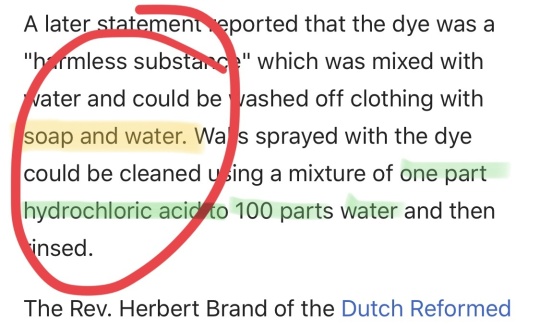 A later statement reported that the dye was a
"harmless substance" which was mixed with
water and could be washed off clothing with
soap and water. Walls sprayed with the dye
could be cleaned using a mixture of one part
hydrochloric acid to 100 parts water and then
rinsed.
The Rev. Herbert Brand of the Dutch Reformed